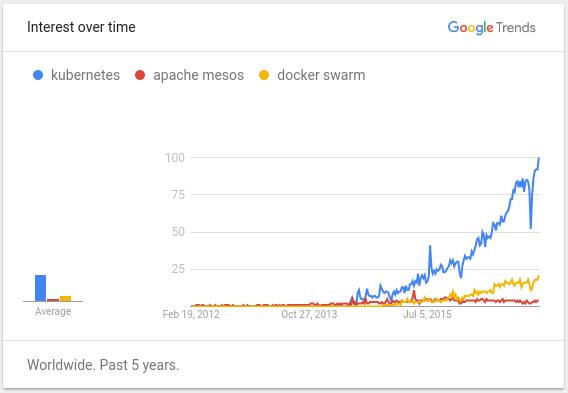 Interest over time
Google Trends
kubernetes apache mesos docker swarm
100
75
50
25
Average
Feb 19, 2012 Oct 27, 2013 Jul 5, 2015
Worldwide. Past 5 years.